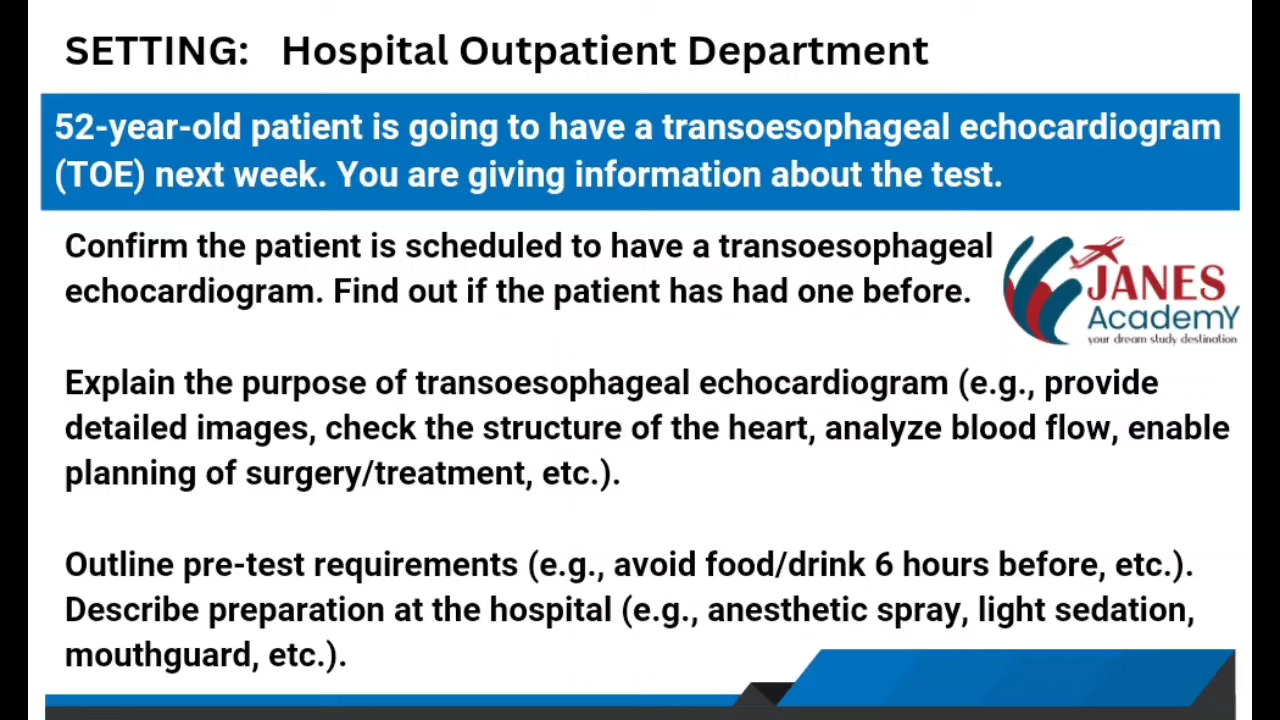 SETTING: Hospital Outpatient Department
52-year-old patient is going to have a transoesophageal echocardiogram
(TOE) next week. You are giving information about the test.
Confirm the patient is scheduled to have a transoesophageal
echocardiogram. Find out if the patient has had one before.
JANES
AcademY
your dream study destination
Explain the purpose of transoesophageal echocardiogram (e.g., provide
detailed images, check the structure of the heart, analyze blood flow, enable
planning of surgery/treatment, etc.).
Outline pre-test requirements (e.g., avoid food/drink 6 hours before, etc.).
Describe preparation at the hospital (e.g., anesthetic spray, light sedation,
mouthguard, etc.).